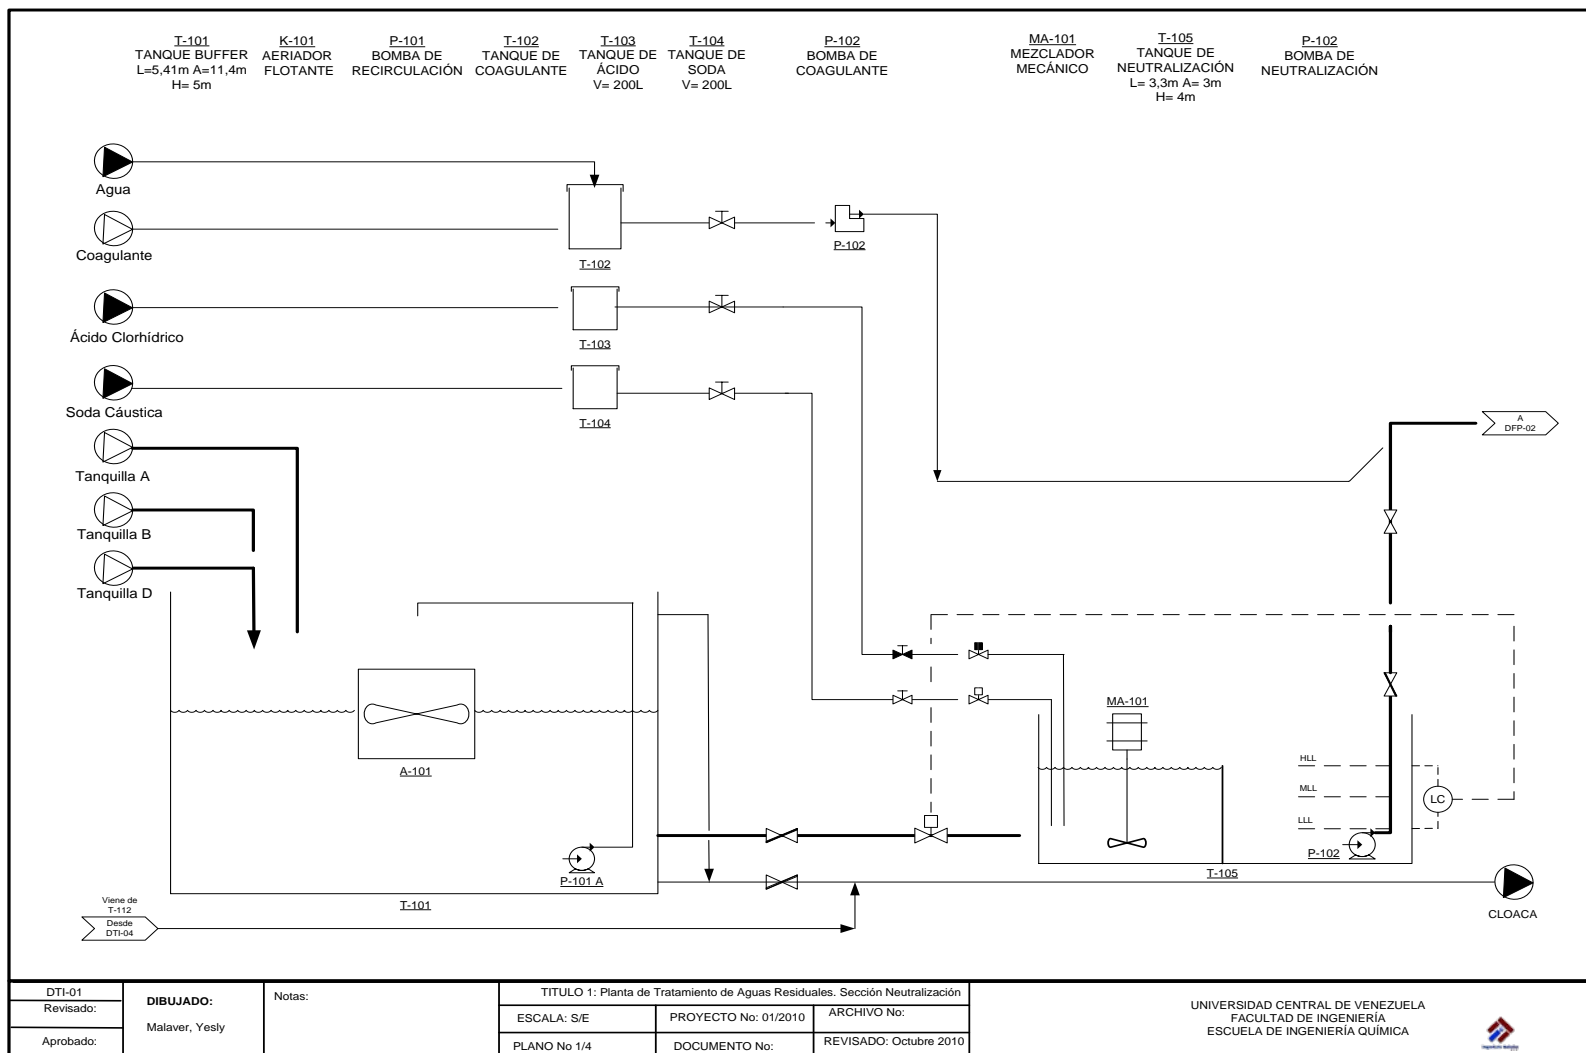 T-101
TANQUE BUFFER
L=5,41m A=11,4m
H= 5m
K-101
AERIADOR
FLOTANTE
P-101
BOMBA DE
RECIRCULACIÓN
T-102
TANQUE DE
COAGULANTE
T-103
TANQUE DE
ÁCIDO
V= 200L
T-104
TANQUE DE
SODA
V= 200L
P-102
BOMBA DE
COAGULANTE
MA-101
MEZCLADOR
MECÁNICO
T-105
TANQUE DE
NEUTRALIZACIÓN
L= 3,3m A= 3m
H= 4m
P-102
BOMBA DE
NEUTRALIZACIÓN
Agua
Coagulante
T-102
P-102
Ácido Clorhídrico
T-103
Soda Cáustica
T-104
A
DFP-02
Tanquilla A
Tanquilla B
Tanquilla D
A-101
MA-101
HLL
MLL
LLL
LC
P-101 A
P-102
T-101
T-105
Viene de
T-112
Desde
DTI-04
CLOACA
DTI-01
Revisado:
Aprobado:
DIBUJADO:
Malaver, Yesly
Notas:
TITULO 1: Planta de Tratamiento de Aguas Residuales. Sección Neutralización
ESCALA: S/E
PROYECTO No: 01/2010
ARCHIVO No:
PLANO No 1/4
DOCUMENTO No:
REVISADO: Octubre 2010
UNIVERSIDAD CENTRAL DE VENEZUELA
FACULTAD DE INGENIERÍA
ESCUELA DE INGENIERÍA QUÍMICA